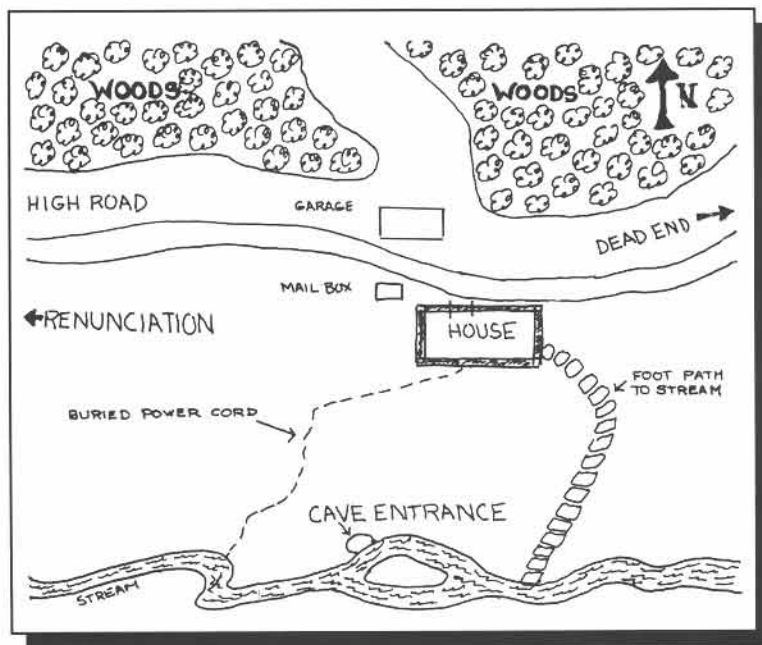 WOODS
WOODS
N
HIGH ROAD
GARAGE
DEAD END
MAIL BOX
RENUNCIATION
HOUSE
FOOT PATH
TO STREAM
BURIED POWER CORD
CAVE ENTRANCE
STREAM